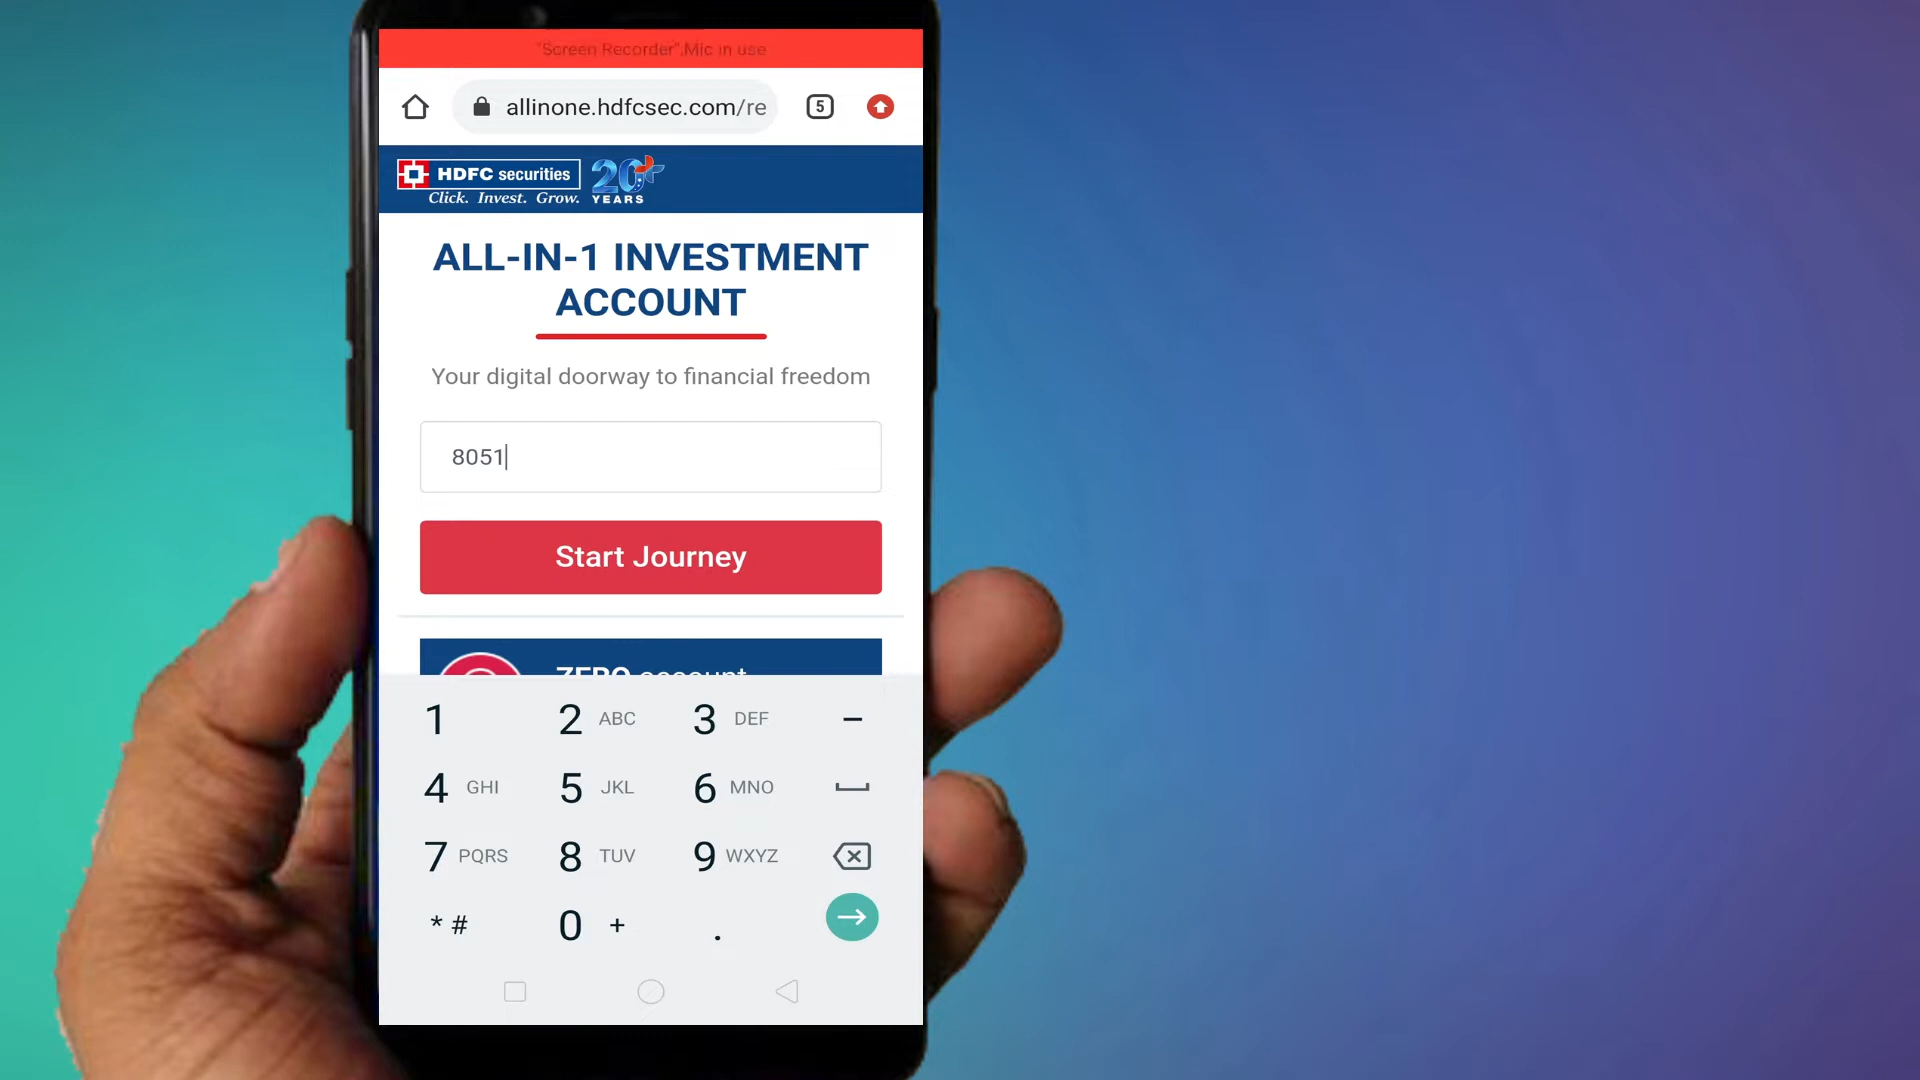 "Screen Recorder",Mic in use
allinone.hdfcsec.com/re
5
HDFC securities
Click. Invest. Grow.
20
YEARS
ALL-IN-1 INVESTMENT
ACCOUNT
Your digital doorway to financial freedom
8051
Start Journey
ZERO account
1 2 ABC 3 DEF -
4 GHI 5 JKL 6 MNO
7 PQRS 8 TUV 9 WXYZ
* # 0 + .